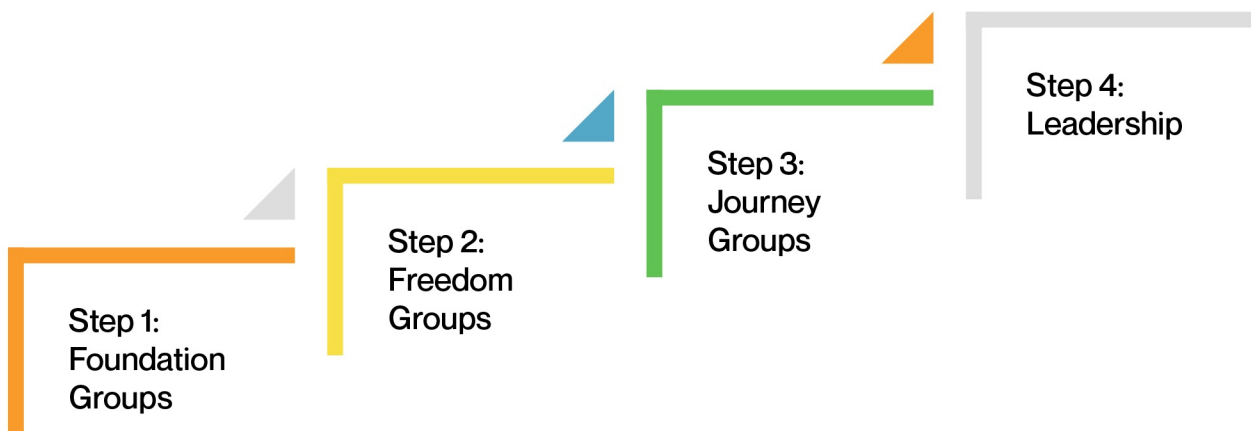 Step 1:
Foundation
Groups
Step 2:
Freedom
Groups
Step 3:
Journey
Groups
Step 4:
Leadership